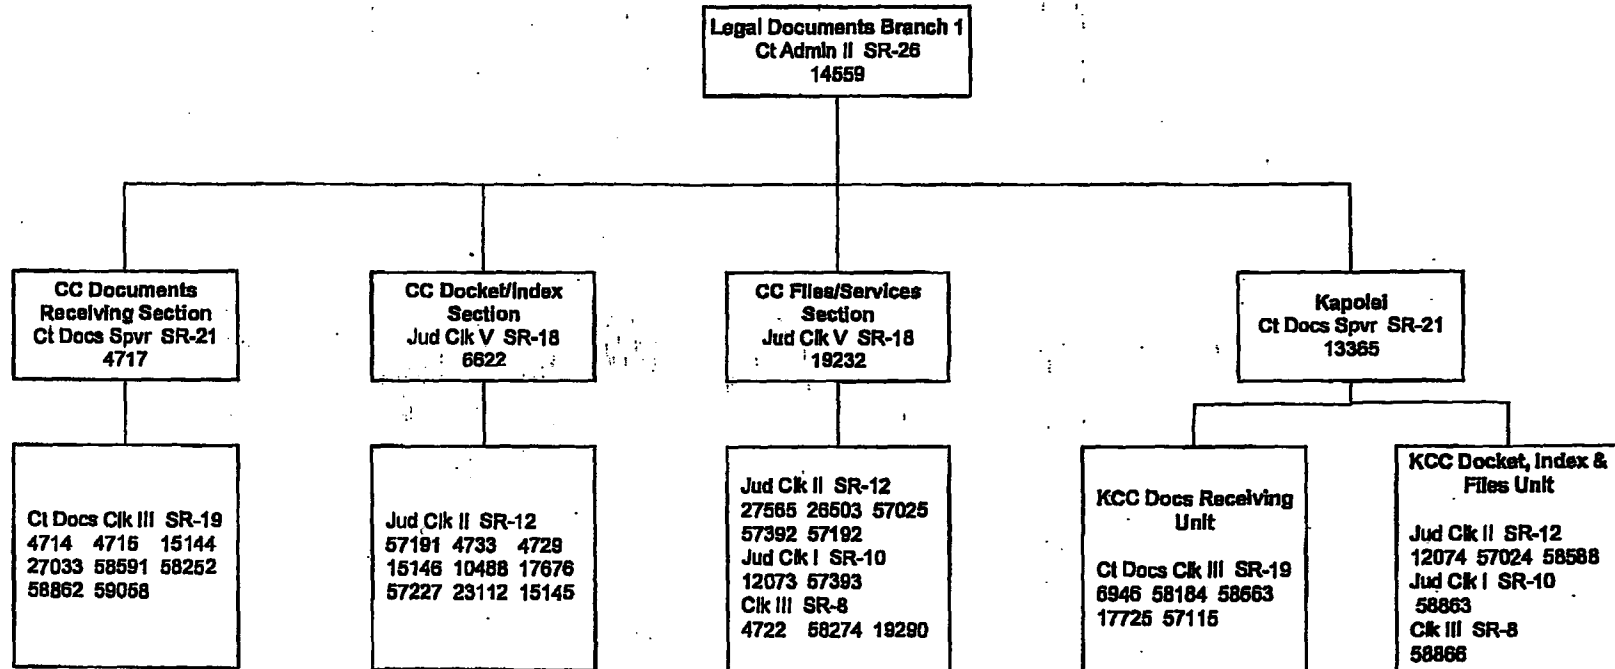 Legal Documents Branch 1
Ct Admin II SR-26
14559
CC Documents
Receiving Section
Ct Docs Spvr SR-21
4717
CC Docket/Index
Section
Jud Clk V SR-18
6622
CC Files/Services
Section
Jud Clk V SR-18
19232
Kapolei
Ct Docs Spvr SR-21
13365
Ct Docs Clk III SR-19
4714 4716 15144
27033 58591 58252
58862 59058
Jud Clk II SR-12
57191 4733 4729
15146 10488 17676
57227 23112 15145
Jud Clk II SR-12
27565 26503 57025
57392 57192
Jud Clk I SR-10
12073 57393
Clk III SR-8
4722 58274 19290
KCC Docs Receiving
Unit
Ct Docs Clk III SR-19
6946 58184 58663
17725 57115
KCC Docket, Index &
Files Unit
Jud Clk II SR-12
12074 57024 58588
Jud Clk I SR-10
58863
Clk III SR-8
58866